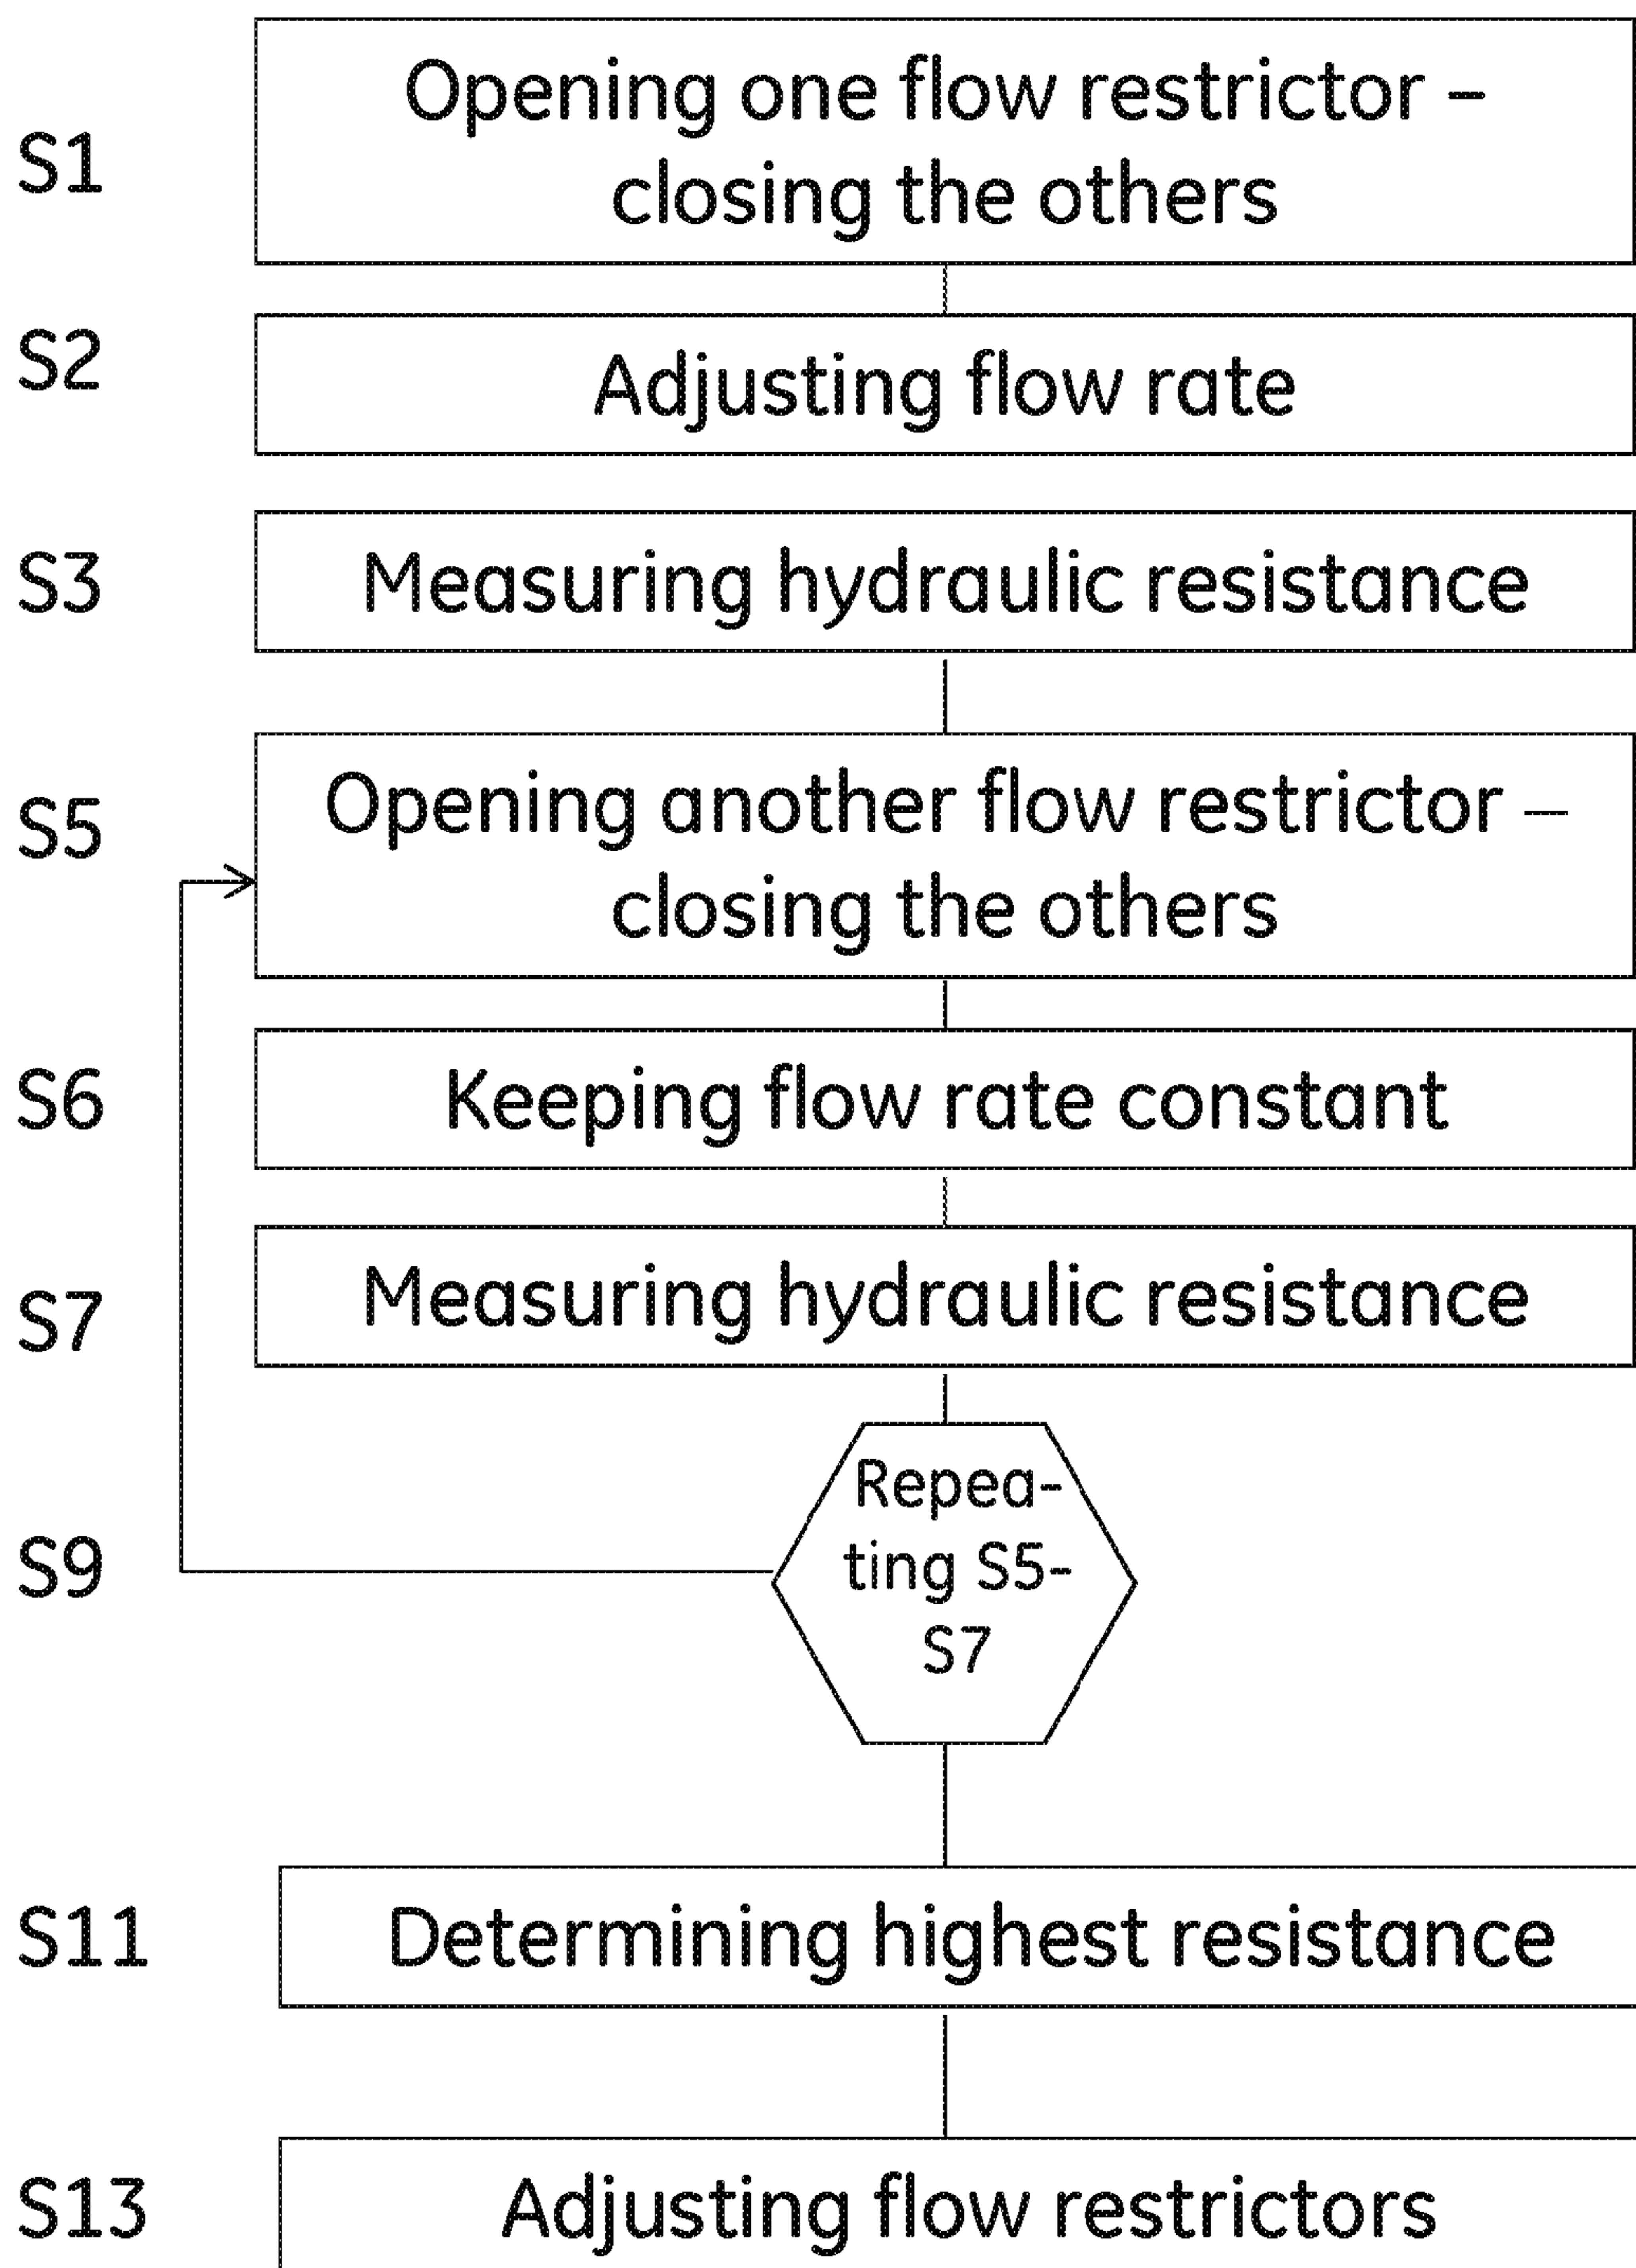 S1
Opening one flow restrictor –
closing the others
S2
Adjusting flow rate
S3
Measuring hydraulic resistance
S5
Opening another flow restrictor –
closing the others
S6
Keeping flow rate constant
S7
Measuring hydraulic resistance
S9
Repea-
ting S5-
S7
S11
Determining highest resistance
S13
Adjusting flow restrictors